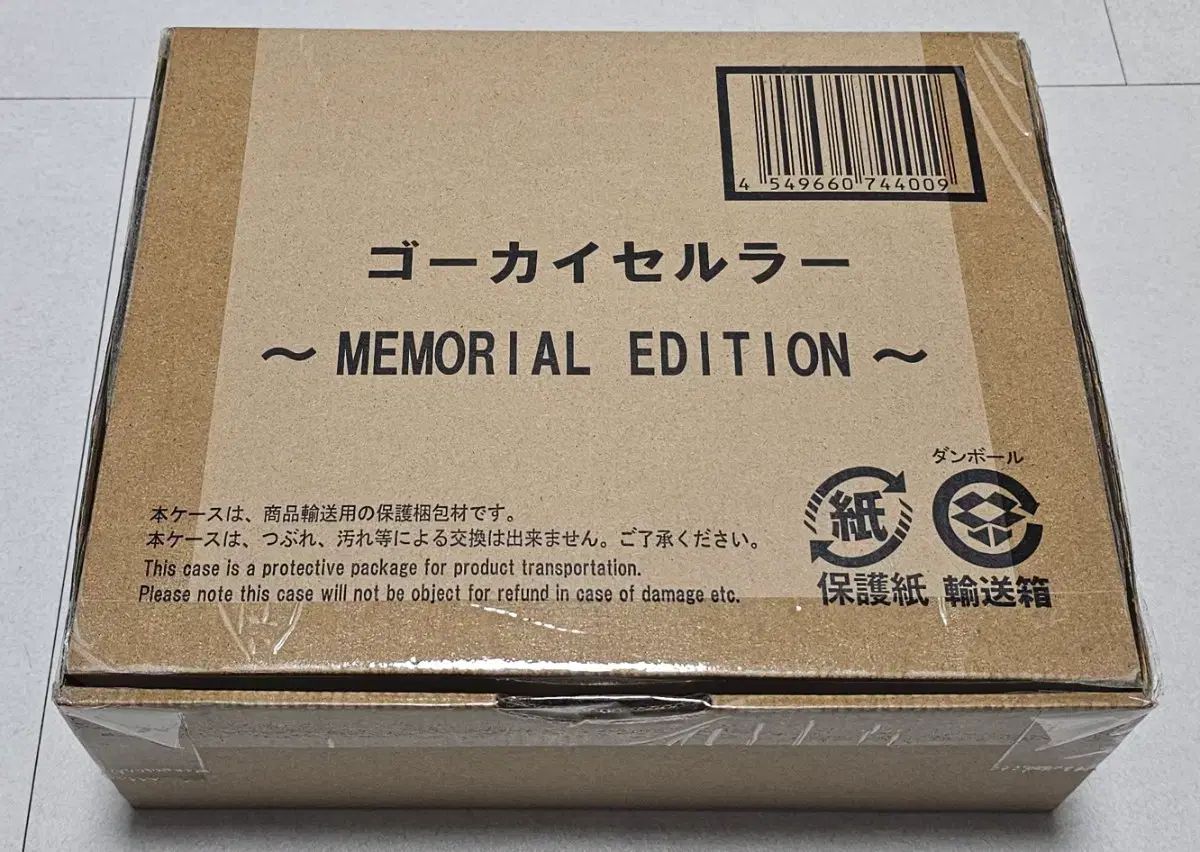 4 549660 744009
ゴーカイセルラー
～MEMORIAL EDITION～
本ケースは、商品輸送用の保護梱包材です。
本ケースは、つぶれ、汚れ等による交換は出来ません。ご了承ください。
This case is a protective package for product transportation.
Please note this case will not be object for refund in case of damage etc.
紙
保護紙
ダンボール
輸送箱